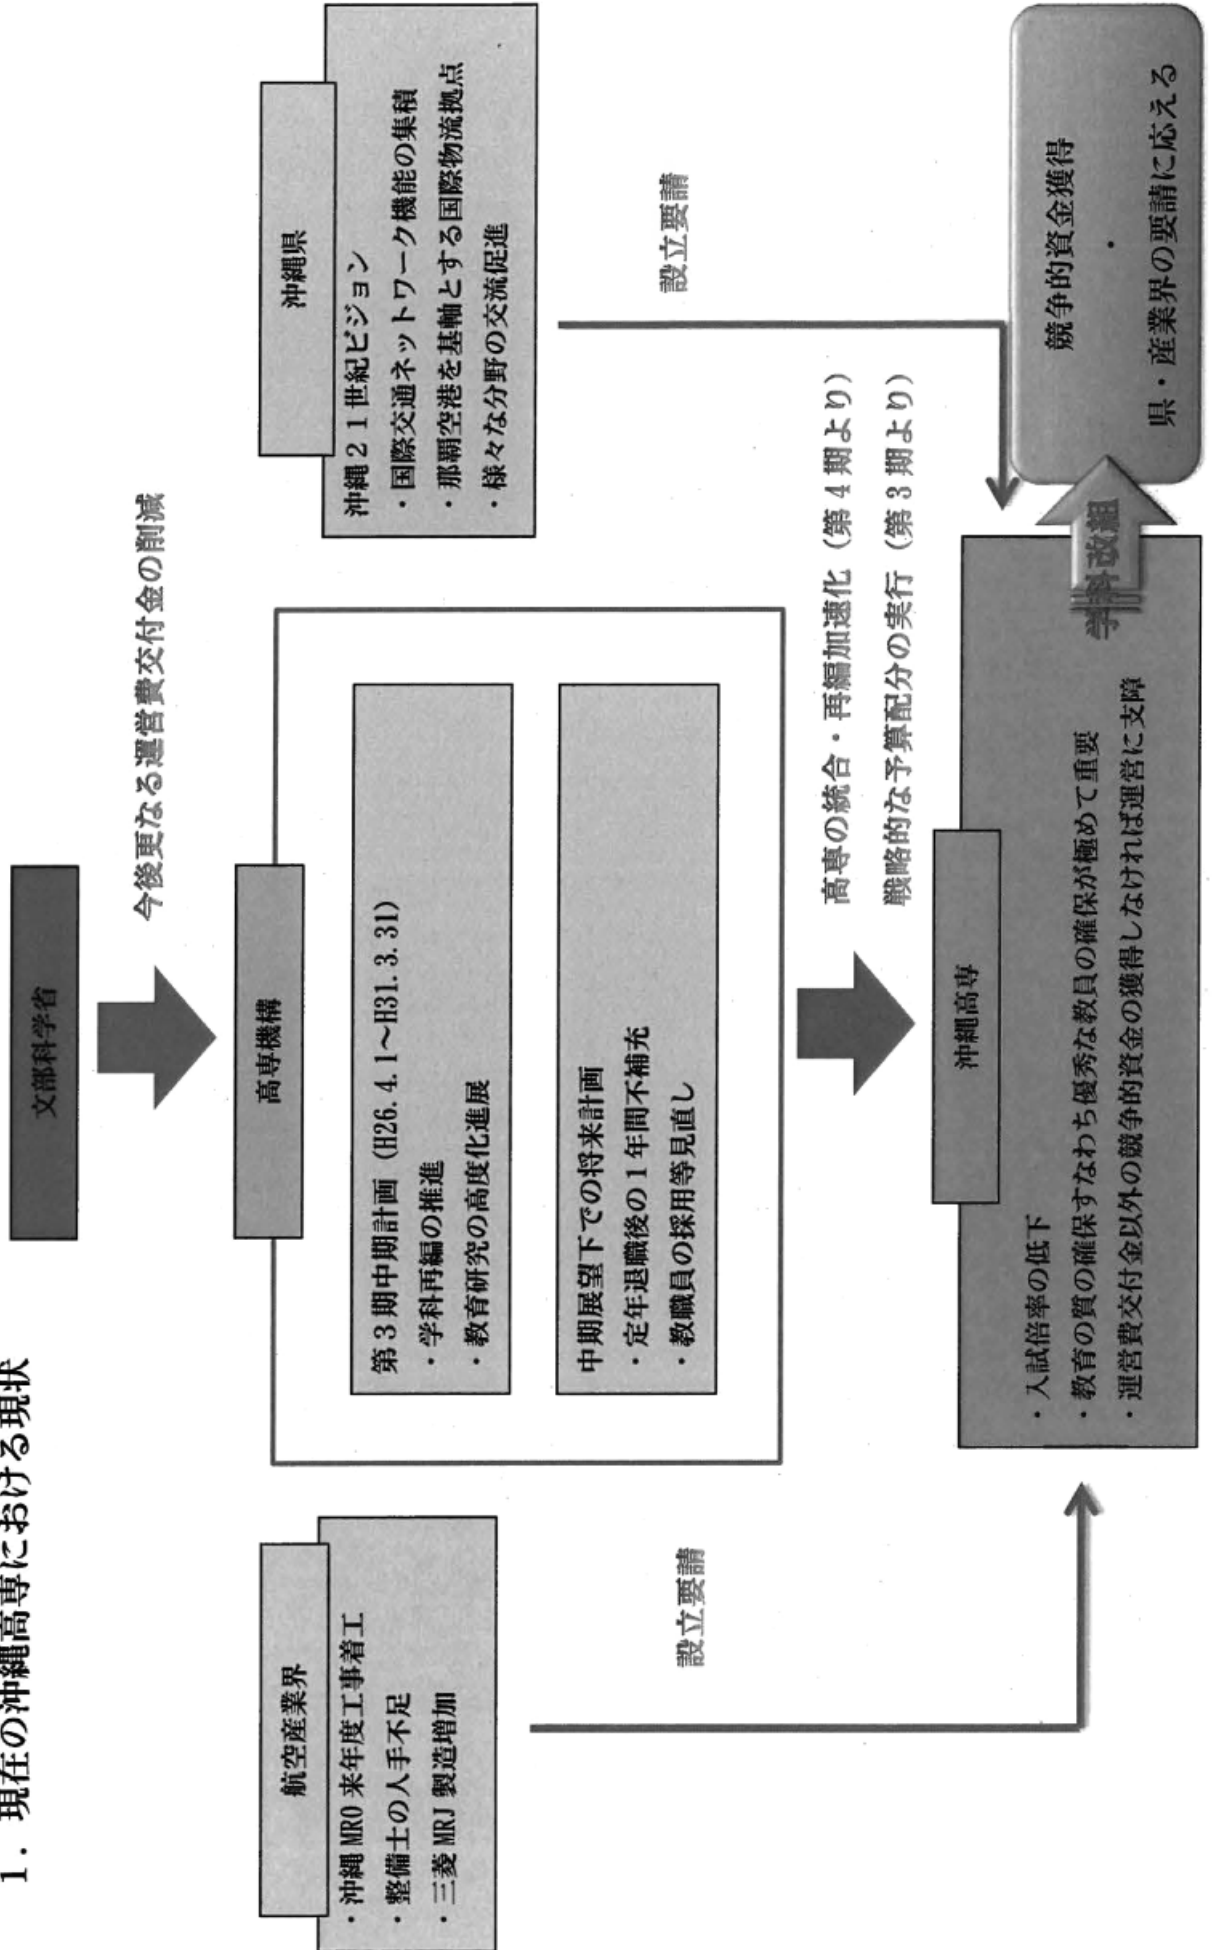 1．現在の沖縄高専における現状
文部科学省
今後更なる運営費交付金の削減
航空産業界
・沖縄 MRO 来年度工事着工
・整備士の人手不足
・三菱 MRJ 製造増加
高専機構
第３期中期計画（H26.4.1～H31.3.31）
・学科再編の推進
・教育研究の高度化進展
中期展望下での将来計画
・定年退職後の１年間不補充
・教職員の採用等見直し
沖縄県
沖縄２１世紀ビジョン
・国際交通ネットワーク機能の集積
・那覇空港を基軸とする国際物流拠点
・様々な分野の交流促進
設立要請
設立要請
高専の統合・再編加速化（第４期より）
戦略的な予算配分の実行（第３期より）
沖縄高専
・入試倍率の低下
・教育の質の確保すなわち優秀な教員の確保が極めて重要
・運営費交付金以外の競争的資金の獲得しなければ運営に支障
学科改組
競争的資金獲得
・
県・産業界の要請に応える